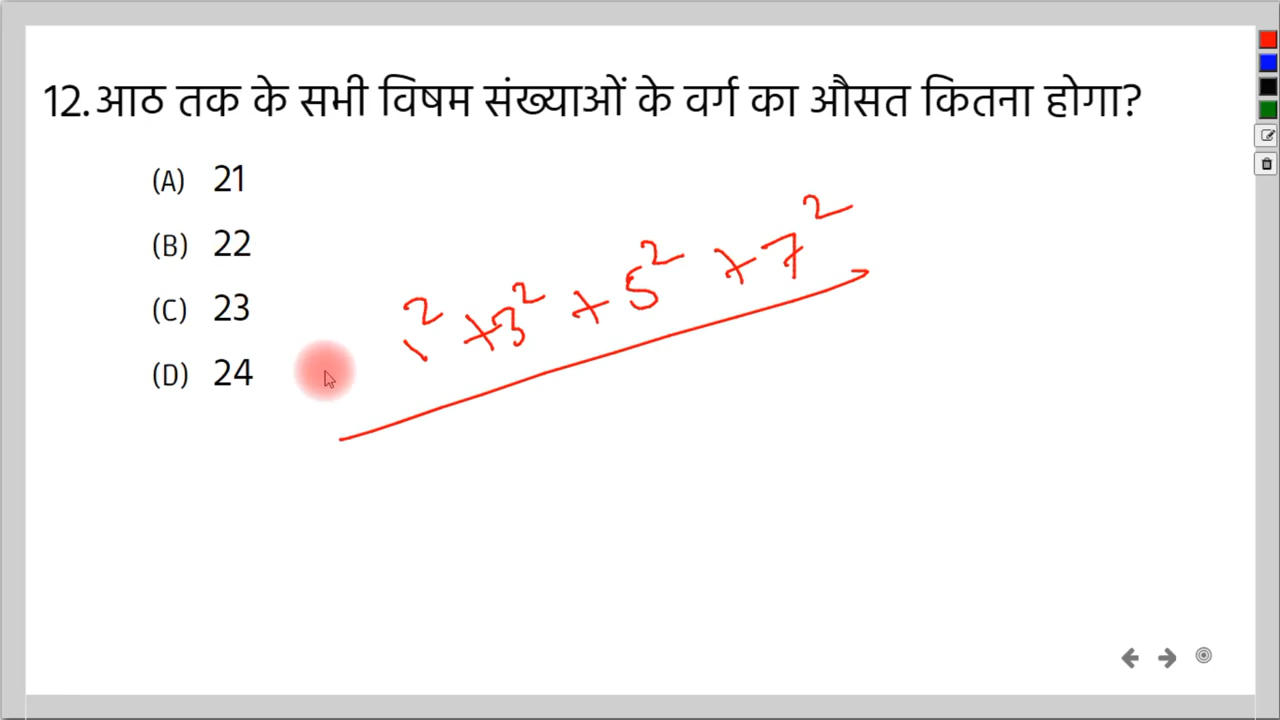 12. आठ तक के सभी विषम संख्याओं के वर्ग का औसत कितना होगा?
(A) 21
(B) 22
(C) 23
(D) 24
1² + 3² + 5² + 7²